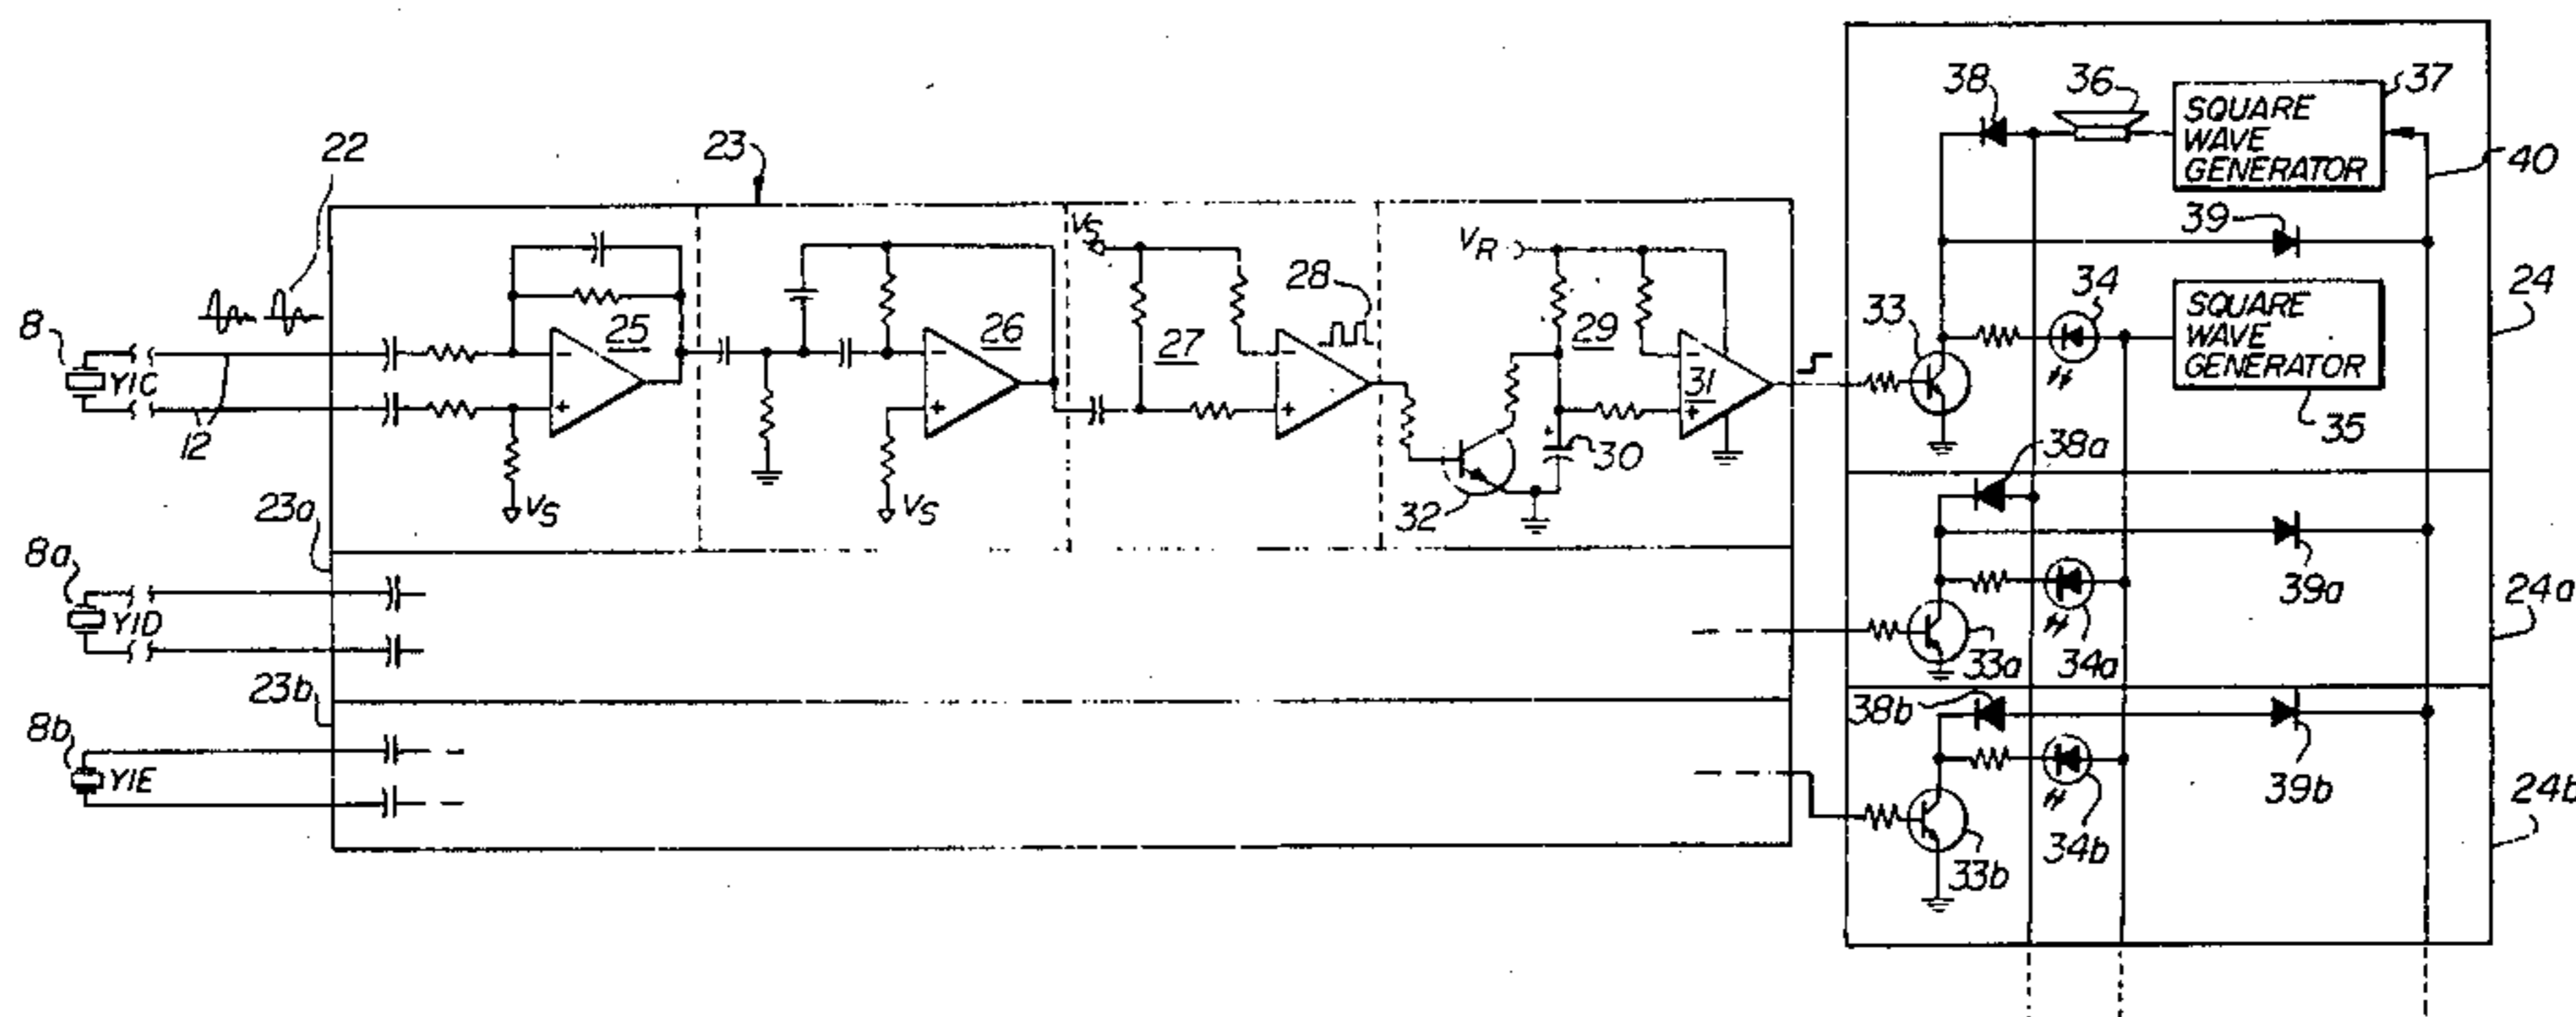 22
8
YIC
12
23
25
26
VS
VS
VS
27
28
VR
29
31
30
32
38
36
SQUARE
WAVE
GENERATOR
37
40
39
24
33
34
SQUARE
WAVE
GENERATOR
35
23a
8a
YID
38a
39a
24a
33a
34a
23b
8b
YIE
38b
39b
24b
33b
34b